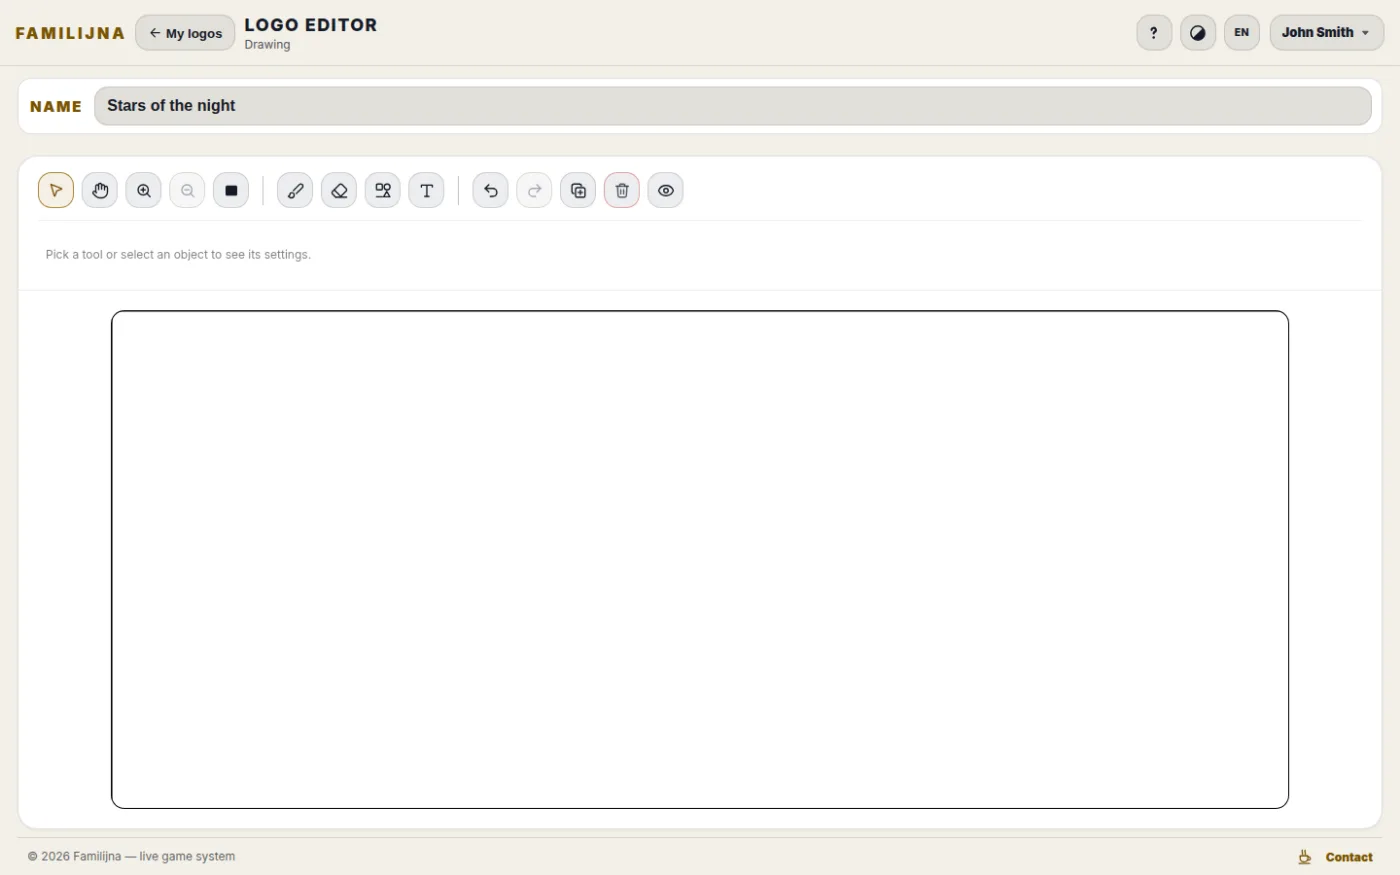 FAMILIJNA
My logos
LOGO EDITOR
Drawing
?
EN
John Smith
NAME
Stars of the night
Pick a tool or select an object to see its settings.
© 2026 Familijna — live game system
Contact